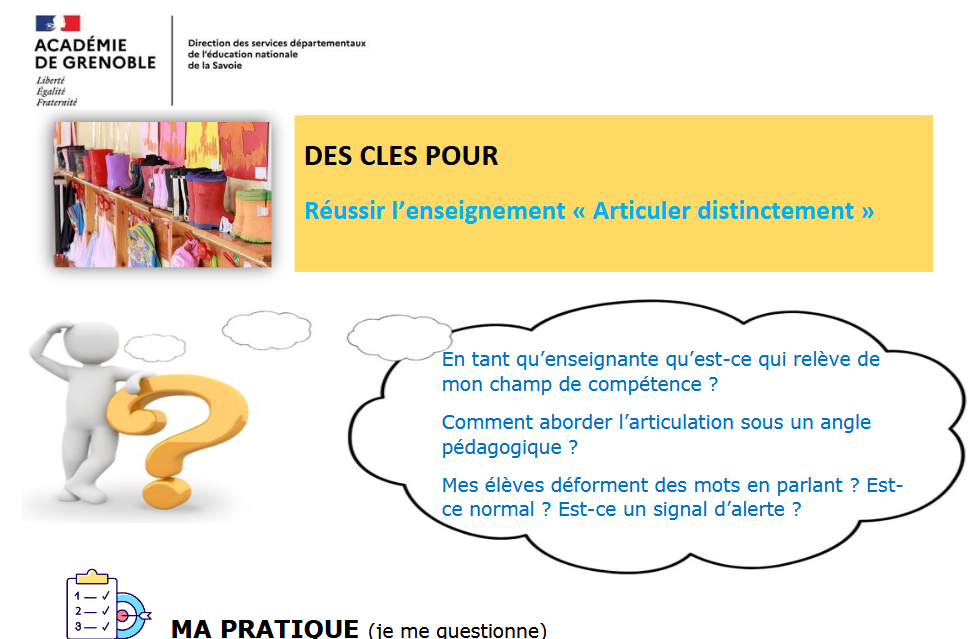 ACADÉMIE
DE GRENOBLE
Liberté
Égalité
Fraternité
Direction des services départementaux
de l'éducation nationale
de la Savoie
DES CLES POUR
Réussir l'enseignement « Articuler distinctement »
En tant qu'enseignante qu'est-ce qui relève de
mon champ de compétence ?
Comment aborder l'articulation sous un angle
pédagogique ?
Mes élèves déforment des mots en parlant ? Est-
ce normal ? Est-ce un signal d'alerte ?
1
2
3
MA PRATIQUE (je me questionne)